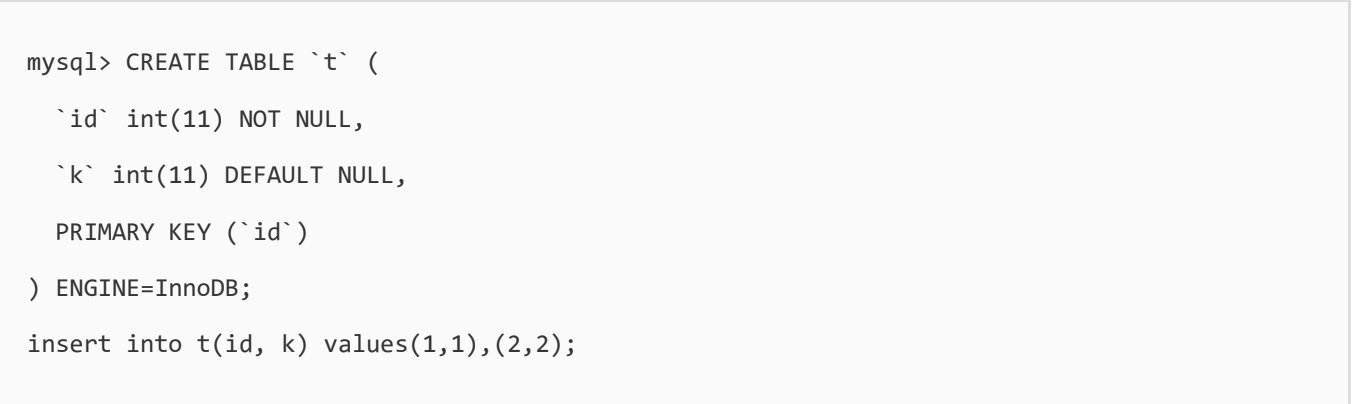 mysql> CREATE TABLE `t` (
  `id` int(11) NOT NULL,
  `k` int(11) DEFAULT NULL,
  PRIMARY KEY (`id`)
) ENGINE=InnoDB;
insert into t(id, k) values(1,1),(2,2);